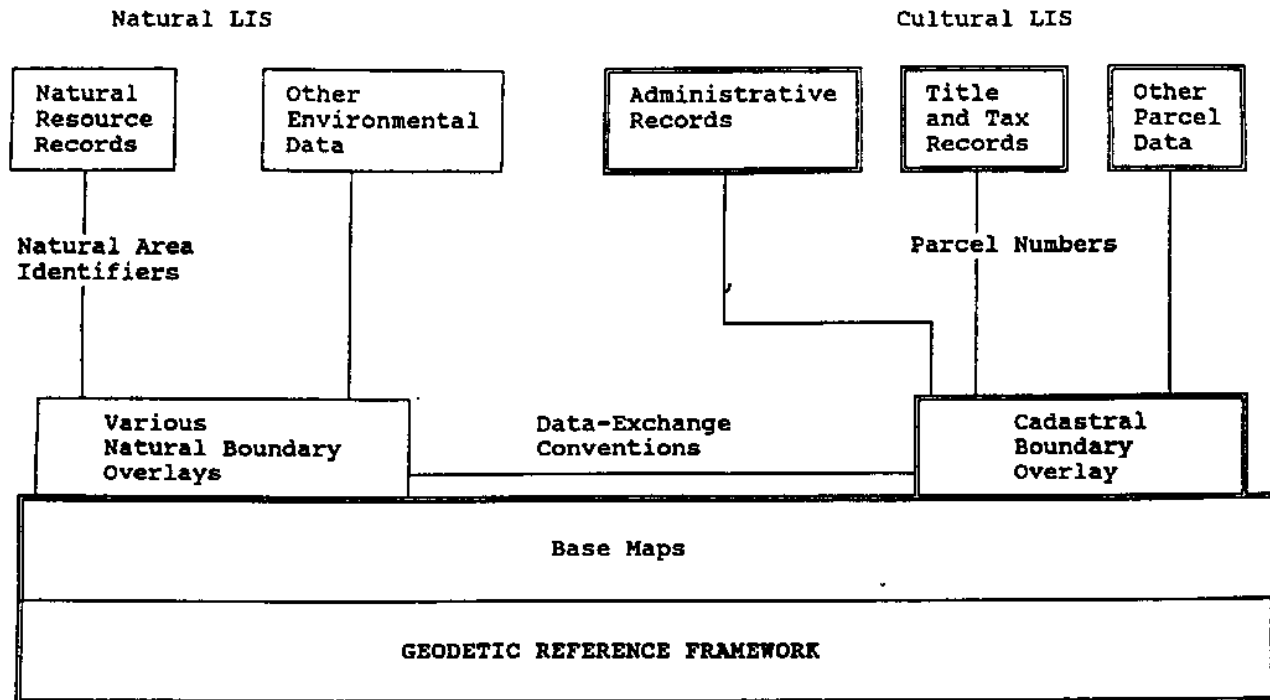 Natural LIS
Cultural LIS
Natural
Resource
Records
Other
Environmental
Data
Administrative
Records
Title
and Tax
Records
Other
Parcel
Data
Natural Area
Identifiers
Parcel Numbers
Various
Natural Boundary
Overlays
Data-Exchange
Conventions
Cadastral
Boundary
Overlay
Base Maps
GEODETIC REFERENCE FRAMEWORK